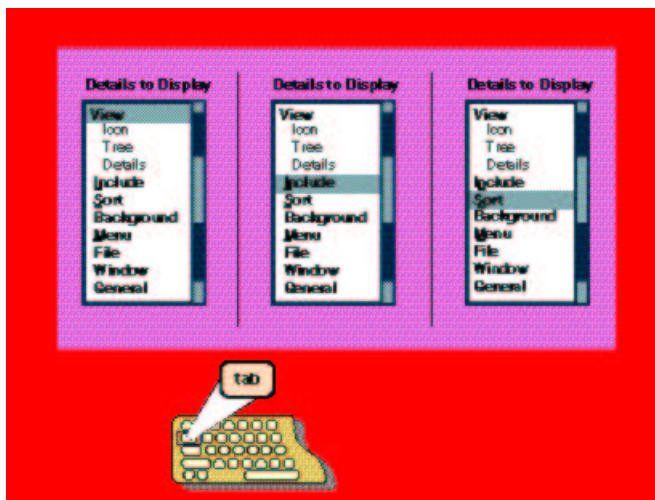 Details to Display
View
Icon
Tree
Details
Include
Sort
Background
Menu
File
Window
General
Details to Display
View
Icon
Tree
Details
Include
Sort
Background
Menu
File
Window
General
Details to Display
View
Icon
Tree
Details
Include
Sort
Background
Menu
File
Window
General
tab